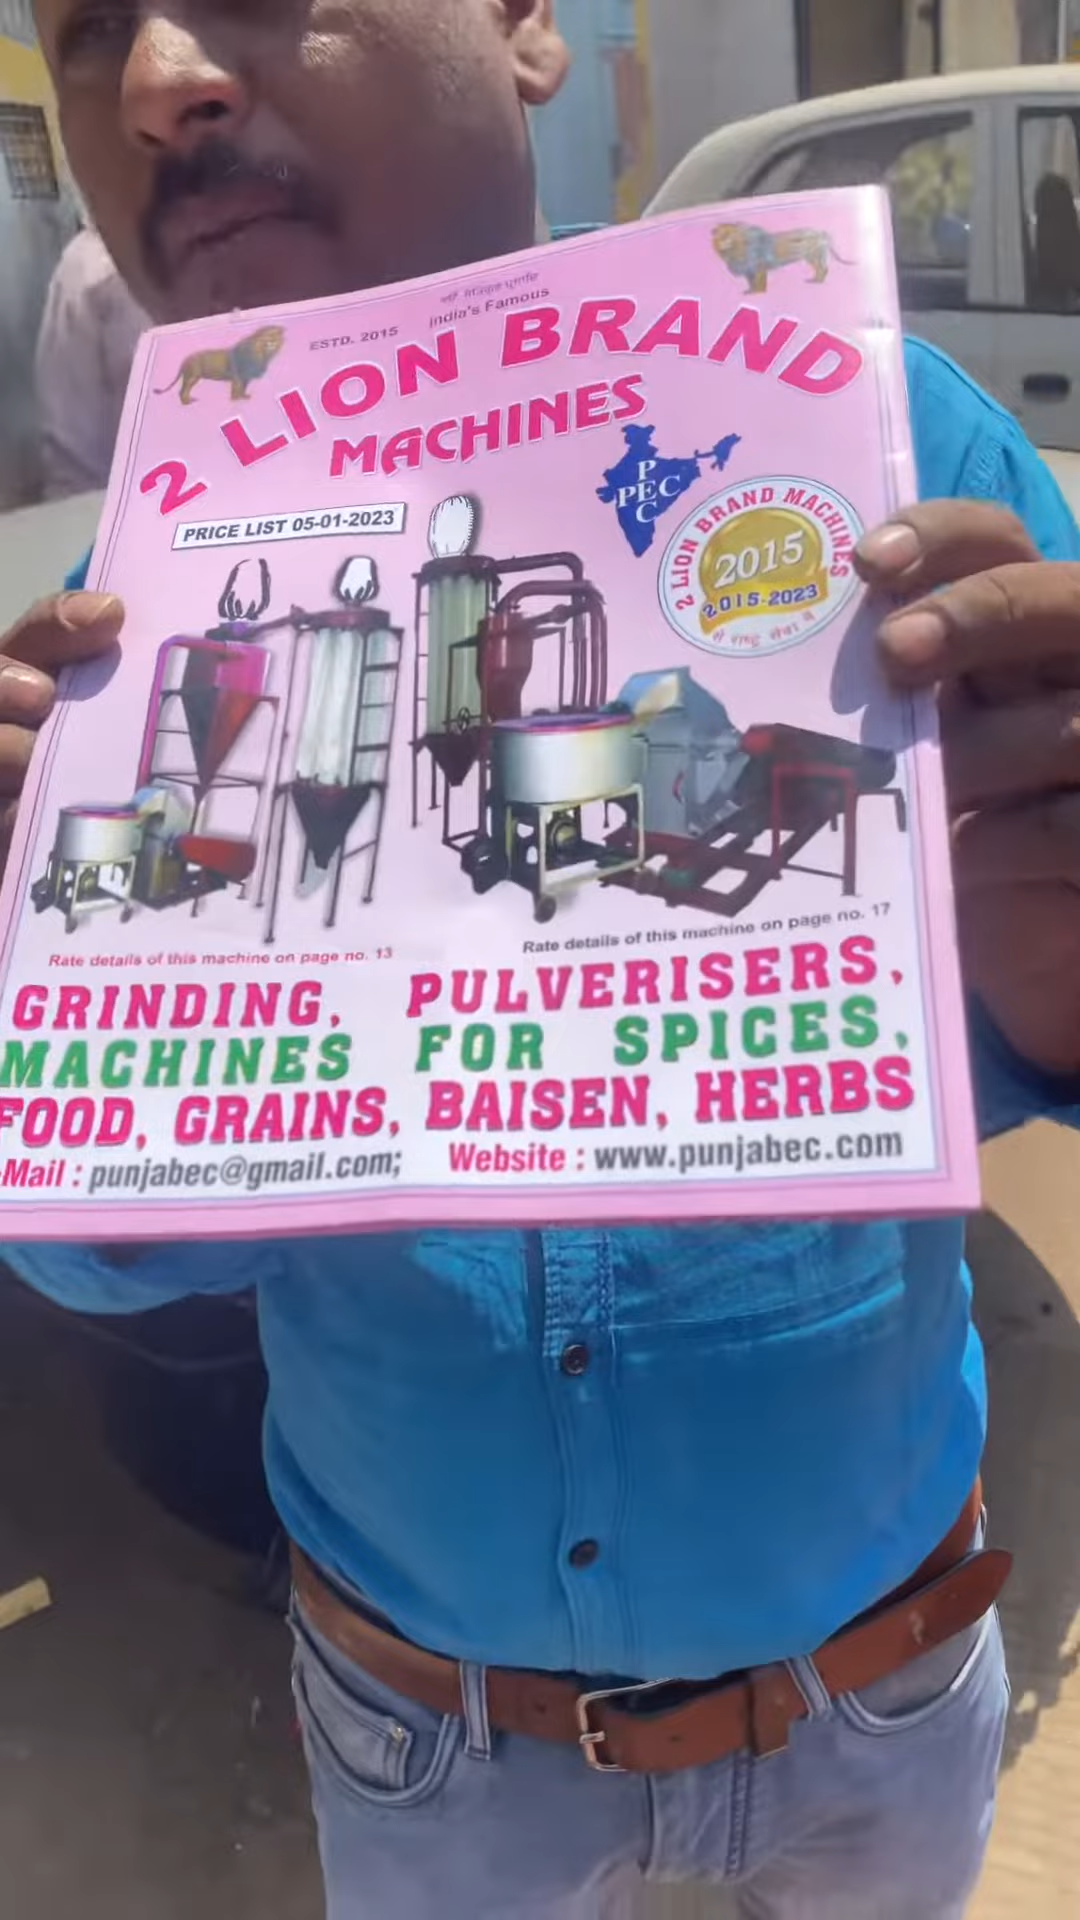 ESTD. 2015
India's Famous
2 LION BRAND
MACHINES
PRICE LIST 05-01-2023
P
PEC
C
2 LION BRAND MACHINES
2015
2015-2023
Rate details of this machine on page no. 13
Rate details of this machine on page no. 17
GRINDING, PULVERISERS,
MACHINES FOR SPICES,
FOOD, GRAINS, BAISEN, HERBS
-Mail : punjabec@gmail.com; Website : www.punjabec.com